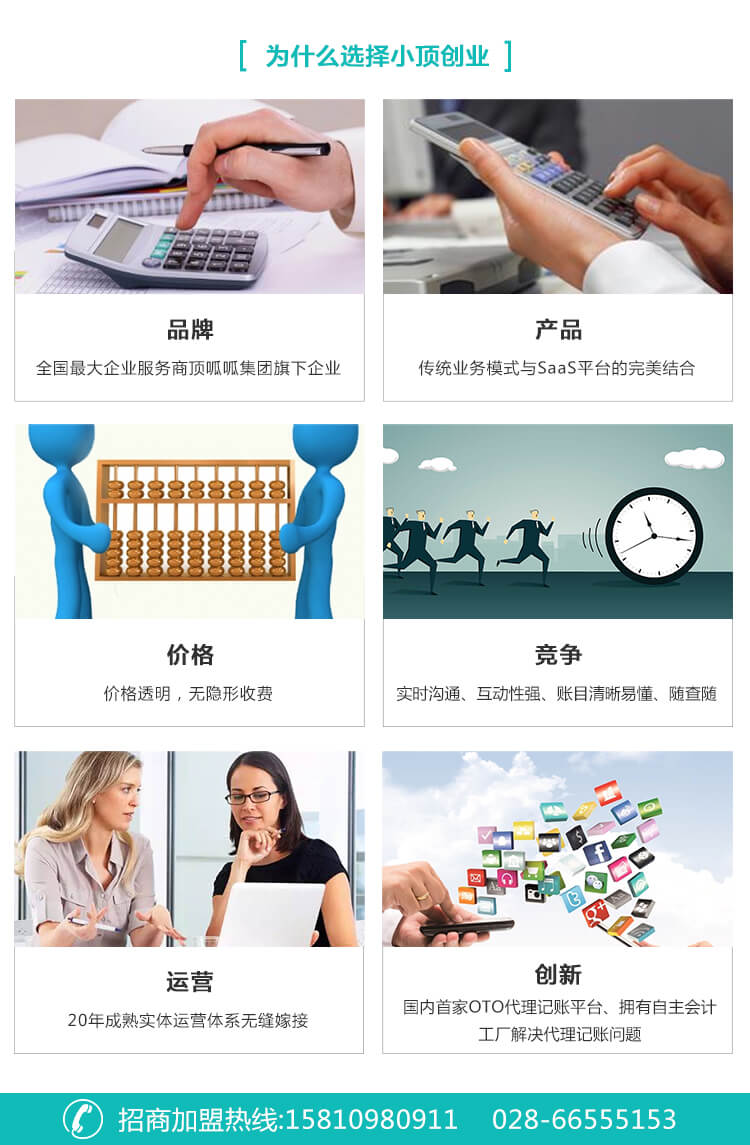 [ 为什么选择小顶创业 ]
品牌
全国最大企业服务商顶呱呱集团旗下企业
产品
传统业务模式与SaaS平台的完美结合
价格
价格透明，无隐形收费
竞争
实时沟通、互动性强、账目清晰易懂、随查随
运营
20年成熟实体运营体系无缝嫁接
创新
国内首家OTO代理记账平台、拥有自主会计
工厂解决代理记账问题
招商加盟热线:15810980911 028-66555153